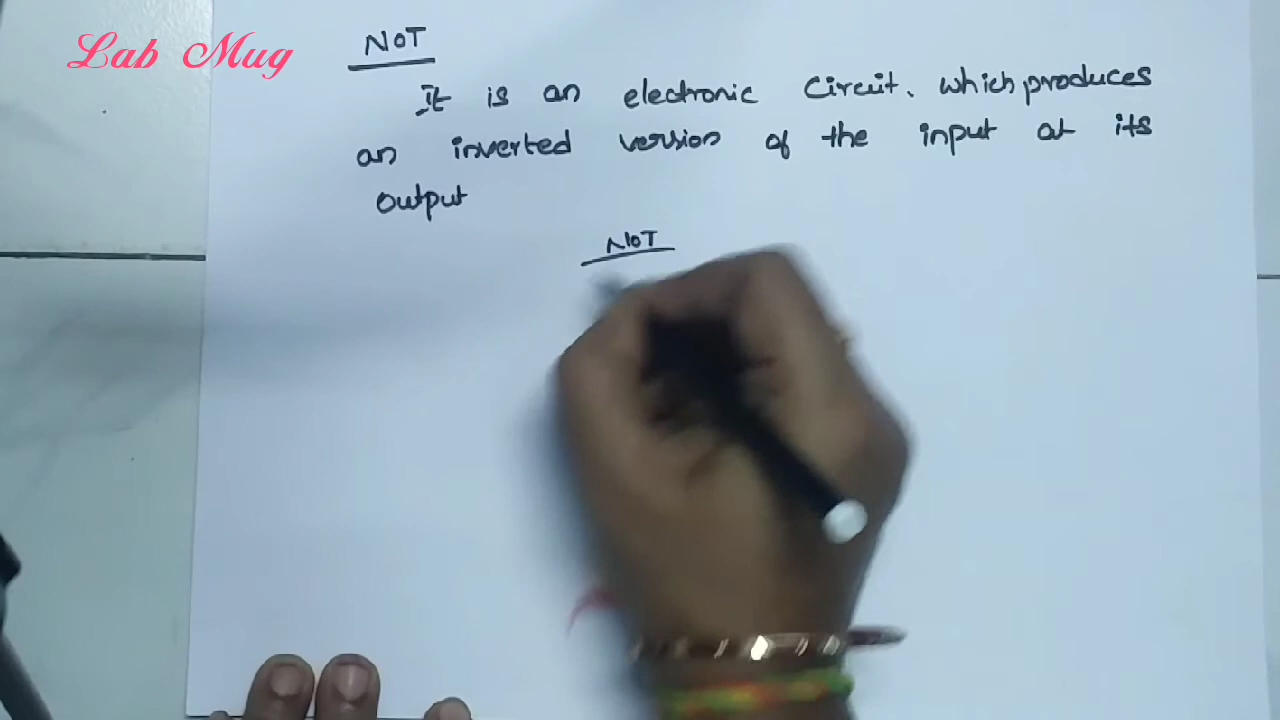 Lab Mug
NOT
It is an electronic circuit. which produces
an inverted version of the input at its
output
NOT